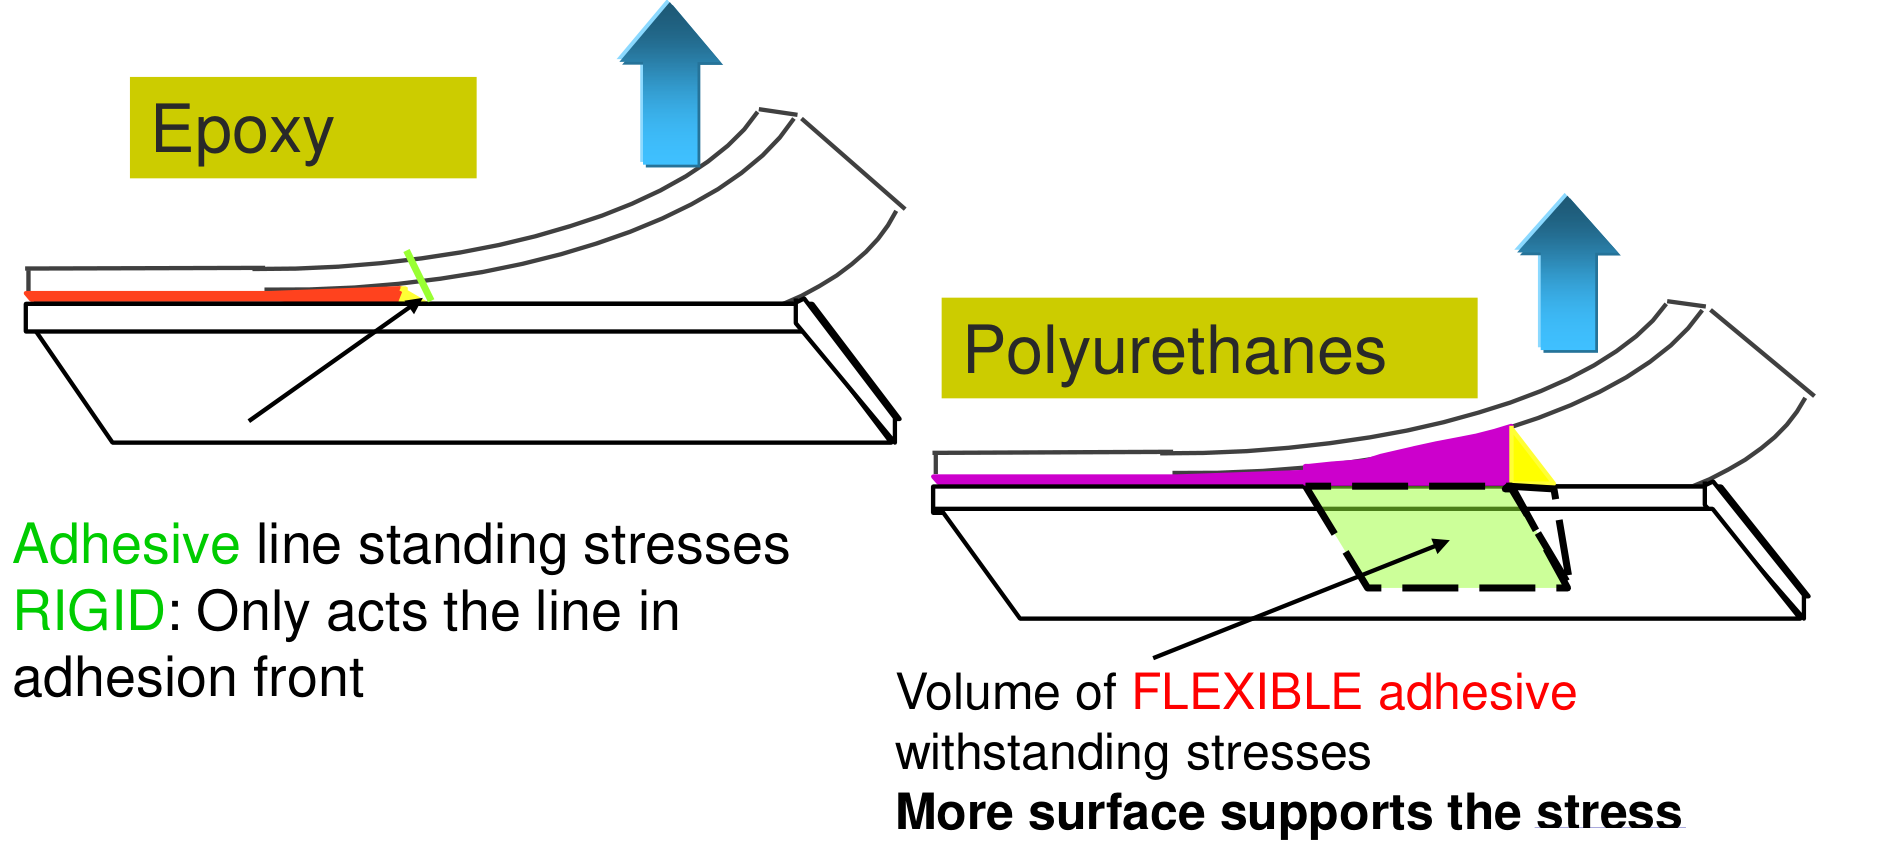 Epoxy
Adhesive line standing stresses
RIGID: Only acts the line in
adhesion front
Polyurethanes
Volume of FLEXIBLE adhesive
withstanding stresses
More surface supports the stress